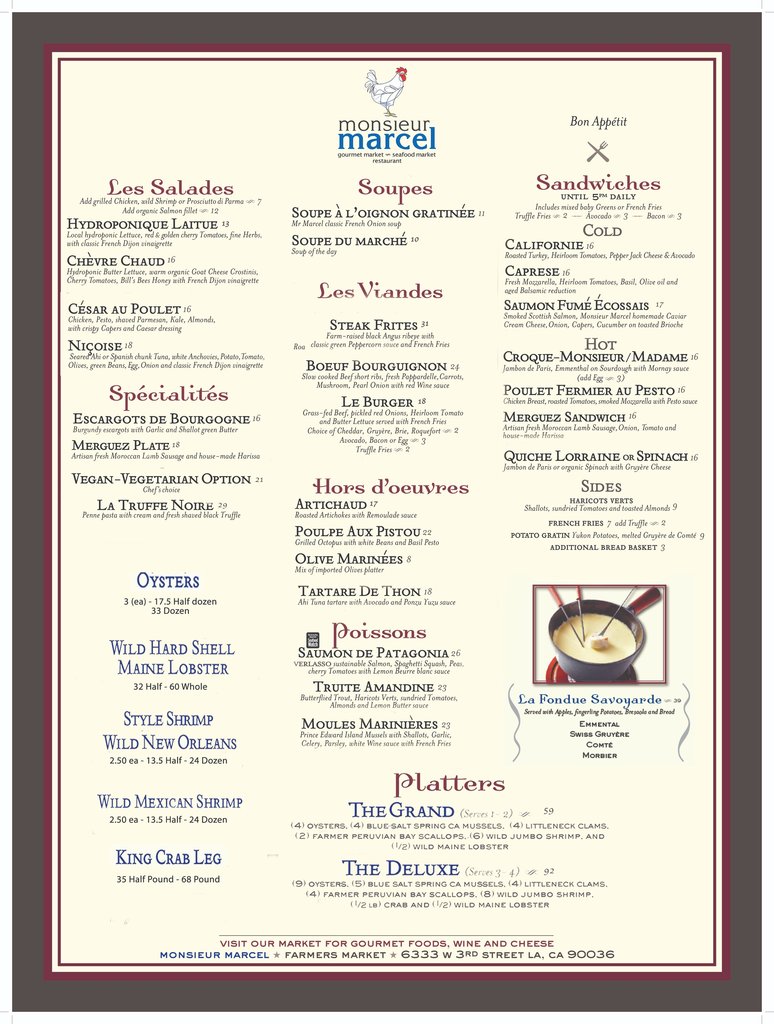 monsieur
marcel
gourmet market ~ seafood market
restaurant
Bon Appétit
Les Salades
Add grilled Chicken, wild Shrimp or Prosciutto di Parma ~ 7
Add organic Salmon fillet ~ 12
Hydroponique Laitue 13
Local hydroponic Lettuce, red & golden cherry Tomatoes, fine Herbs,
with classic French Dijon vinaigrette
Chèvre Chaud 16
Hydroponic Butter Lettuce, warm organic Goat Cheese Crostinis,
Cherry Tomatoes, Bill's Bees Honey with French Dijon vinaigrette
César au Poulet 16
Chicken, Pesto, shaved Parmesan, Kale, Almonds,
with crispy Capers and Caesar dressing
Niçoise 18
Seared Ahi or Spanish chunk Tuna, white Anchovies, Potato, Tomato,
Olives, green Beans, Egg, Onion and classic French Dijon vinaigrette
Spécialités
Escargots de Bourgogne 16
Burgundy escargots with Garlic and Shallot green Butter
Merguez Plate 18
Artisan fresh Moroccan Lamb Sausage and house-made Harissa
Vegan-Vegetarian Option 21
Chef's choice
La Truffe Noire 29
Penne pasta with cream and fresh shaved black Truffle
Oysters
3 (ea) - 17.5 Half dozen
33 Dozen
Wild Hard Shell
Maine Lobster
32 Half - 60 Whole
Style Shrimp
Wild New Orleans
2.50 ea - 13.5 Half - 24 Dozen
Wild Mexican Shrimp
2.50 ea - 13.5 Half - 24 Dozen
King Crab Leg
35 Half Pound - 68 Pound
Soupes
Soupe à l'oignon gratinée 11
Mr Marcel classic French Onion soup
Soupe du marché 10
Soup of the day
Les Viandes
Steak Frites 31
Farm-raised black Angus ribeye with
Roa classic green Peppercorn sauce and French Fries
Boeuf Bourguignon 24
Slow cooked Beef short ribs, fresh Pappardelle, Carrots,
Mushroom, Pearl Onion with red Wine sauce
Le Burger 18
Grass-fed Beef, pickled red Onions, Heirloom Tomato
and Butter Lettuce served with French Fries
Choice of Cheddar, Gruyère, Brie, Roquefort ~ 2
Avocado, Bacon or Egg ~ 3
Truffle Fries ~ 2
Hors d'oeuvres
Artichaud 17
Roasted Artichokes with Remoulade sauce
Poulpe Aux Pistou 22
Grilled Octopus with white Beans and Basil Pesto
Olive Marinées 8
Mix of imported Olives platter
Tartare De Thon 18
Ahi Tuna tartare with Avocado and Ponzu Yuzu sauce
Poissons
Saumon de Patagonia 26
VERLASSO sustainable Salmon, Spaghetti Squash, Peas,
cherry Tomatoes with Lemon Beurre blanc sauce
Truite Amandine 23
Butterflied Trout, Haricots Verts, sundried Tomatoes,
Almonds and Lemon Butter sauce
Moules Marinières 23
Prince Edward Island Mussels with Shallots, Garlic,
Celery, Parsley, white Wine sauce with French Fries
Sandwiches
until 5pm daily
Includes mixed baby Greens or French Fries
Truffle Fries ~ 2 — Avocado ~ 3 — Bacon ~ 3
Cold
Californie 16
Roasted Turkey, Heirloom Tomatoes, Pepper Jack Cheese & Avocado
Caprese 16
Fresh Mozzarella, Heirloom Tomatoes, Basil, Olive oil and
aged Balsamic reduction
Saumon Fumé Écossais 17
Smoked Scottish Salmon, Monsieur Marcel homemade Caviar
Cream Cheese, Onion, Capers, Cucumber on toasted Brioche
Hot
Croque-Monsieur/Madame 16
Jambon de Paris, Emmenthal on Sourdough with Mornay sauce
(add Egg ~ 3)
Poulet Fermier au Pesto 16
Chicken Breast, roasted Tomatoes, smoked Mozzarella with Pesto sauce
Merguez Sandwich 16
Artisan fresh Moroccan Lamb Sausage, Onion, Tomato and
house-made Harissa
Quiche Lorraine or Spinach 16
Jambon de Paris or organic Spinach with Gruyère Cheese
Sides
Haricots Verts
Shallots, sundried Tomatoes and toasted Almonds 9
French Fries 7 add Truffle ~ 2
Potato Gratin Yukon Potatoes, melted Gruyère de Comté 9
Additional Bread Basket 3
La Fondue Savoyarde ~ 39
Served with Apples, fingerling Potatoes, Bresaola and Bread
Emmental
Swiss Gruyère
Comté
Morbier
Platters
The Grand (Serves 1-2) ~ 59
(4) Oysters, (4) Blue Salt Spring CA Mussels, (4) Littleneck Clams,
(2) Farmer Peruvian Bay Scallops, (6) Wild Jumbo Shrimp, and
(1/2) Wild Maine Lobster
The Deluxe (Serves 3-4) ~ 92
(9) Oysters, (5) Blue Salt Spring CA Mussels, (4) Littleneck Clams,
(4) Farmer Peruvian Bay Scallops, (8) Wild Jumbo Shrimp,
(1/2 lb) Crab and (1/2) Wild Maine Lobster
Visit our market for gourmet foods, wine and cheese
Monsieur Marcel ★ Farmers Market ★ 6333 W 3rd Street LA, CA 90036